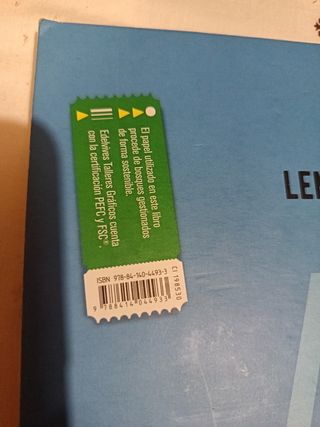 El papel utilizado en este libro
procede de bosques gestionados
de forma sostenible.
Edelvives Talleres Gráficos cuenta
con la certificación PEFC y FSC®.
CI 198530
ISBN 978-84-140-4493-3
9 788414 044933
LEN